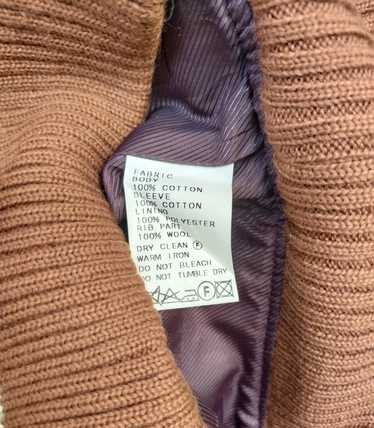 FABRIC
BODY
100% COTTON
SLEEVE
100% COTTON
LINING
100% POLYESTER
RIB PART
100% WOOL
DRY CLEAN Ⓕ
WARM IRON
DO NOT BLEACH
DO NOT TUMBLE DRY
F